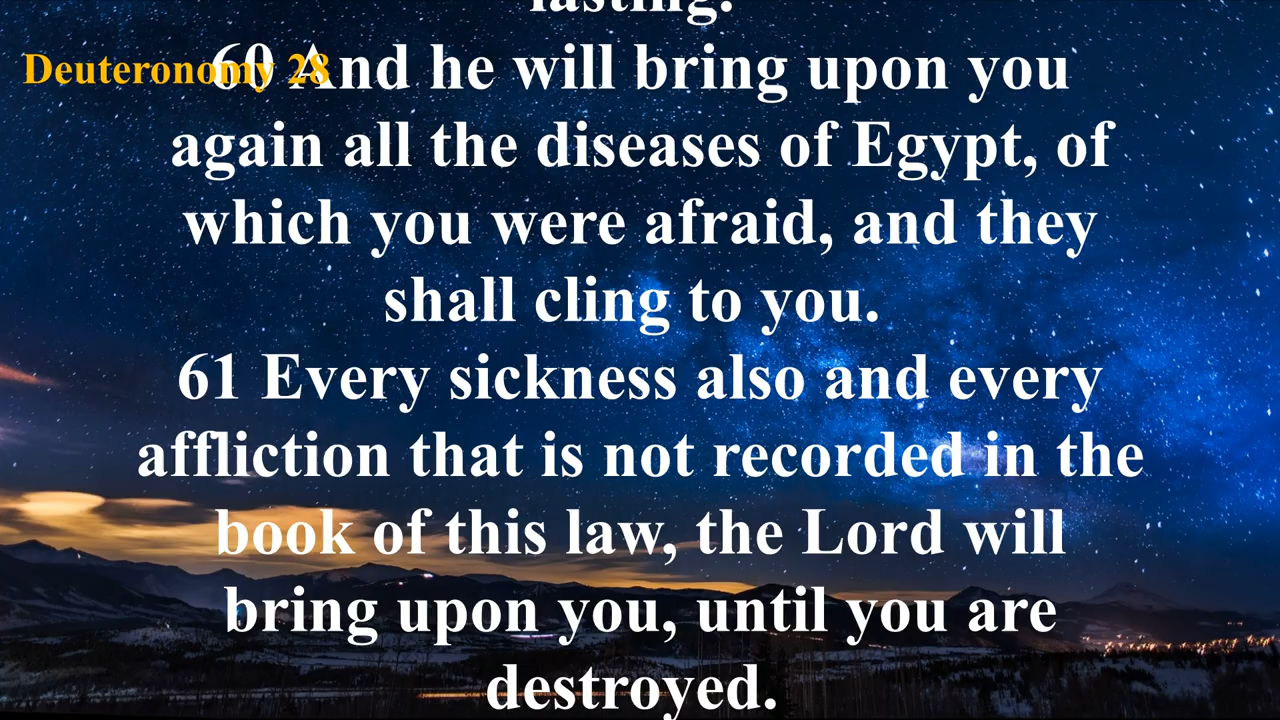 lasting.
Deuteronomy 28
60 And he will bring upon you
again all the diseases of Egypt, of
which you were afraid, and they
shall cling to you.
61 Every sickness also and every
affliction that is not recorded in the
book of this law, the Lord will
bring upon you, until you are
destroyed.